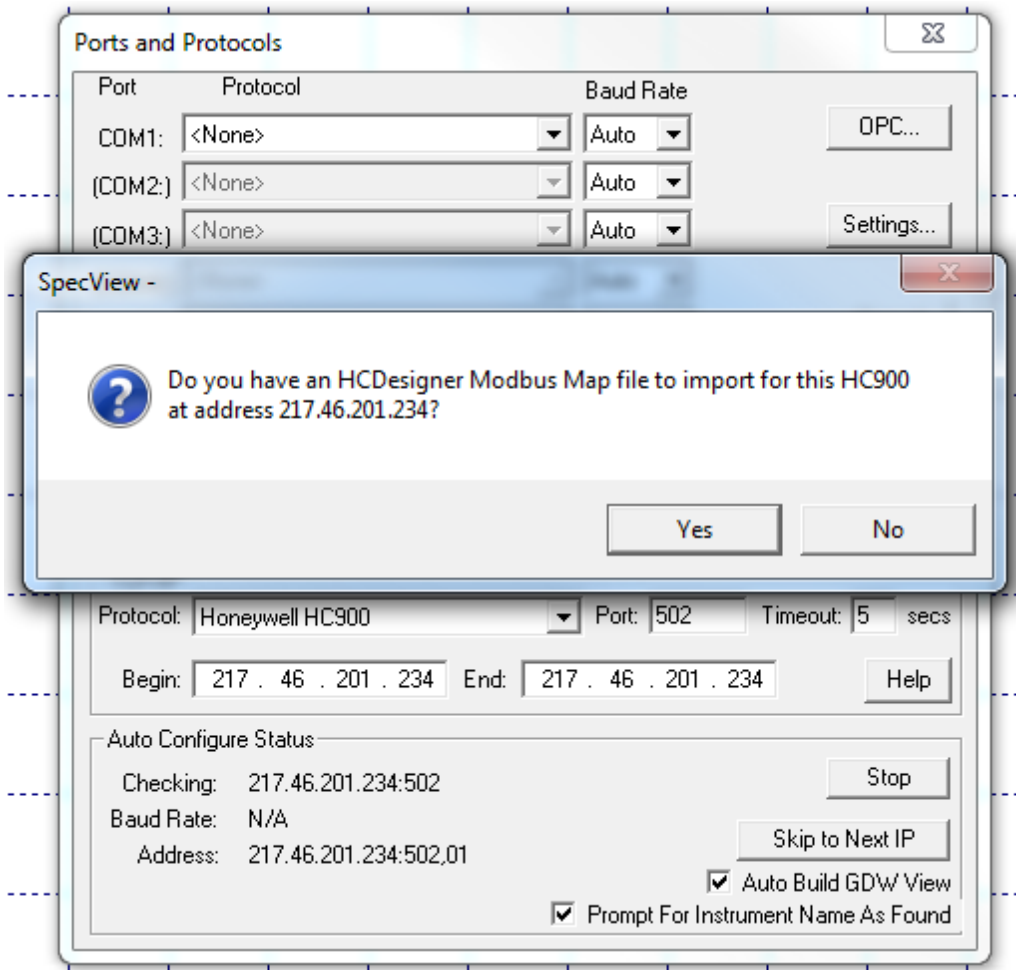 Ports and Protocols
Port Protocol Baud Rate
COM1: <None> Auto OPC...
(COM2:) <None> Auto
(COM3:) <None> Auto Settings...
SpecView -
Do you have an HCDesigner Modbus Map file to import for this HC900
at address 217.46.201.234?
Yes No
Protocol: Honeywell HC900 Port: 502 Timeout: 5 secs
Begin: 217 . 46 . 201 . 234 End: 217 . 46 . 201 . 234 Help
Auto Configure Status
Checking: 217.46.201.234:502 Stop
Baud Rate: N/A
Skip to Next IP
Address: 217.46.201.234:502,01
Auto Build GDW View
Prompt For Instrument Name As Found